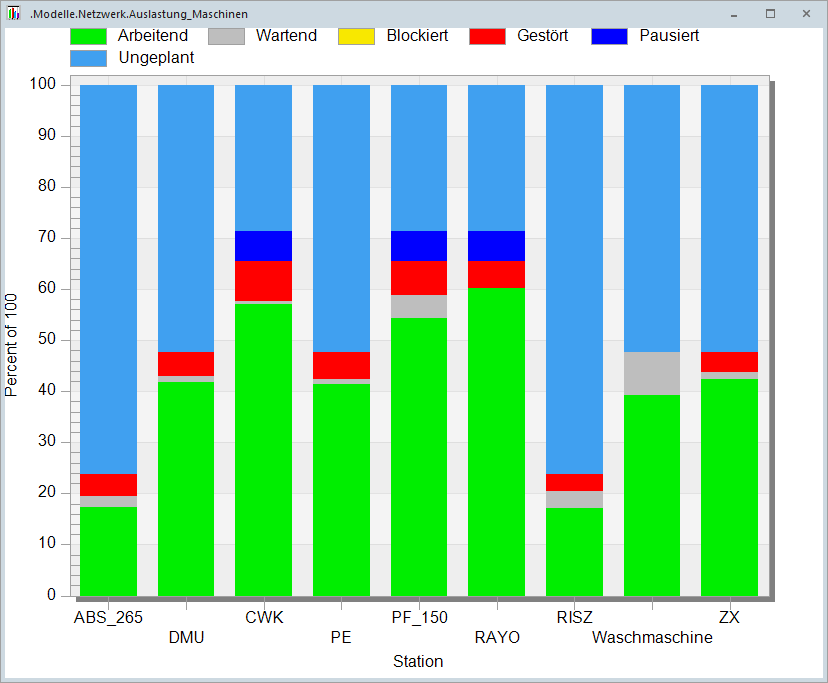 .Modelle.Netzwerk.Auslastung_Maschinen
Arbeitend Wartend Blockiert Gestört Pausiert
Ungeplant
100
90
80
70
60
50
40
30
20
10
0
Percent of 100
ABS_265 CWK PF_150 RISZ ZX
DMU PE RAYO Waschmaschine
Station